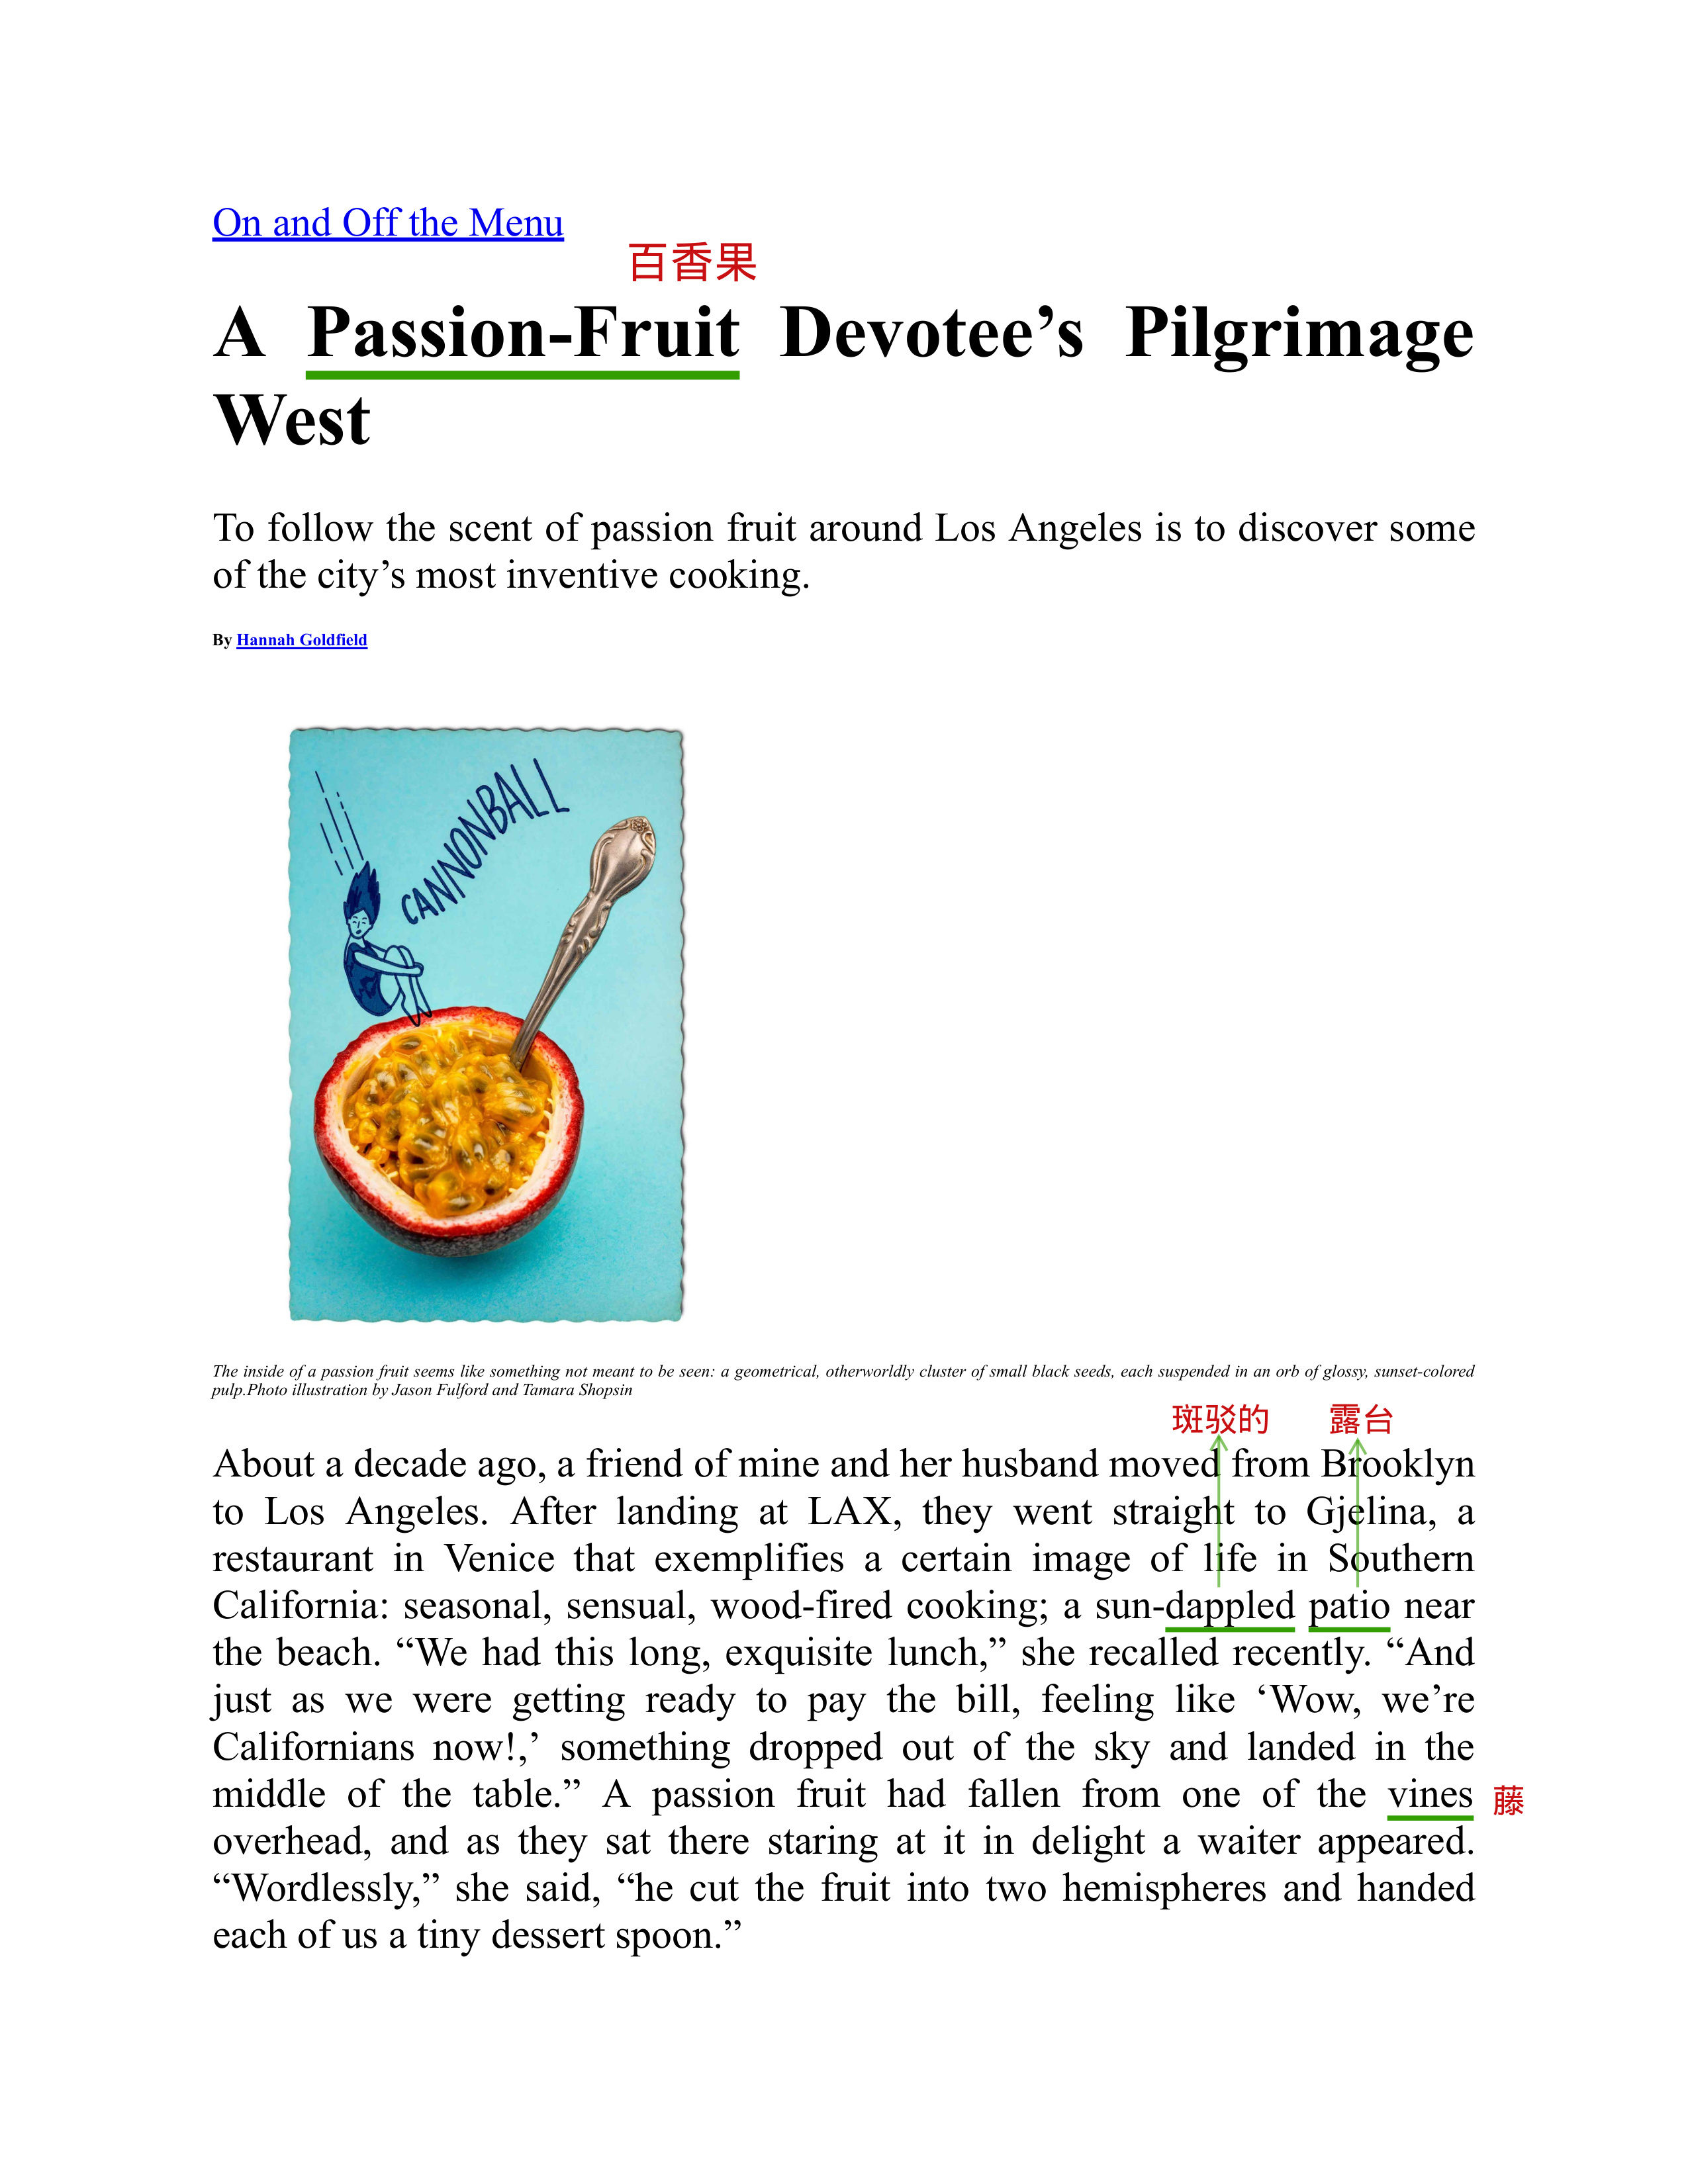 On and Off the Menu
百香果
A Passion-Fruit Devotee’s Pilgrimage
West
To follow the scent of passion fruit around Los Angeles is to discover some
of the city’s most inventive cooking.
By Hannah Goldfield
CANNONBALL
The inside of a passion fruit seems like something not meant to be seen: a geometrical, otherworldly cluster of small black seeds, each suspended in an orb of glossy, sunset-colored
pulp.Photo illustration by Jason Fulford and Tamara Shopsin
斑驳的 露台
About a decade ago, a friend of mine and her husband moved from Brooklyn
to Los Angeles. After landing at LAX, they went straight to Gjelina, a
restaurant in Venice that exemplifies a certain image of life in Southern
California: seasonal, sensual, wood-fired cooking; a sun-dappled patio near
the beach. “We had this long, exquisite lunch,” she recalled recently. “And
just as we were getting ready to pay the bill, feeling like ‘Wow, we’re
Californians now!,’ something dropped out of the sky and landed in the
middle of the table.” A passion fruit had fallen from one of the vines 藤
overhead, and as they sat there staring at it in delight a waiter appeared.
“Wordlessly,” she said, “he cut the fruit into two hemispheres and handed
each of us a tiny dessert spoon.”